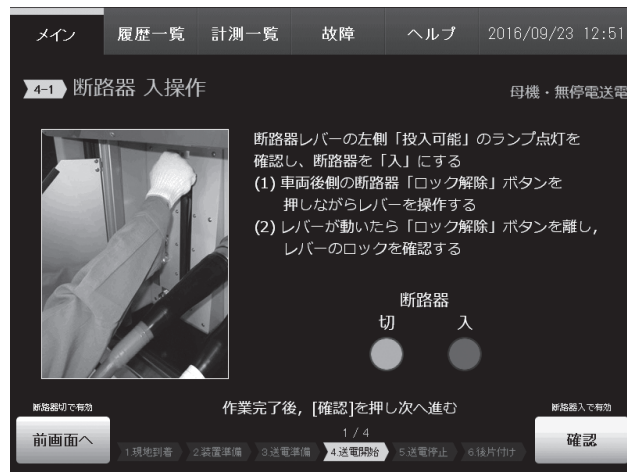 メイン 履歴一覧 計測一覧 故障 ヘルプ 2016/09/23 12:51
4-1 断路器 入操作
母機・無停電送電
断路器レバーの左側「投入可能」のランプ点灯を
確認し、断路器を「入」にする
(1) 車両後側の断路器「ロック解除」ボタンを
押しながらレバーを操作する
(2) レバーが動いたら「ロック解除」ボタンを離し,
レバーのロックを確認する
断路器
切 入
作業完了後,[確認]を押し次へ進む
断路器切で有効
前画面へ
1/4
1.現地到着 2.装置準備 3.送電準備 4.送電開始 5.送電停止 6.後片付け
断路器入で有効
確認